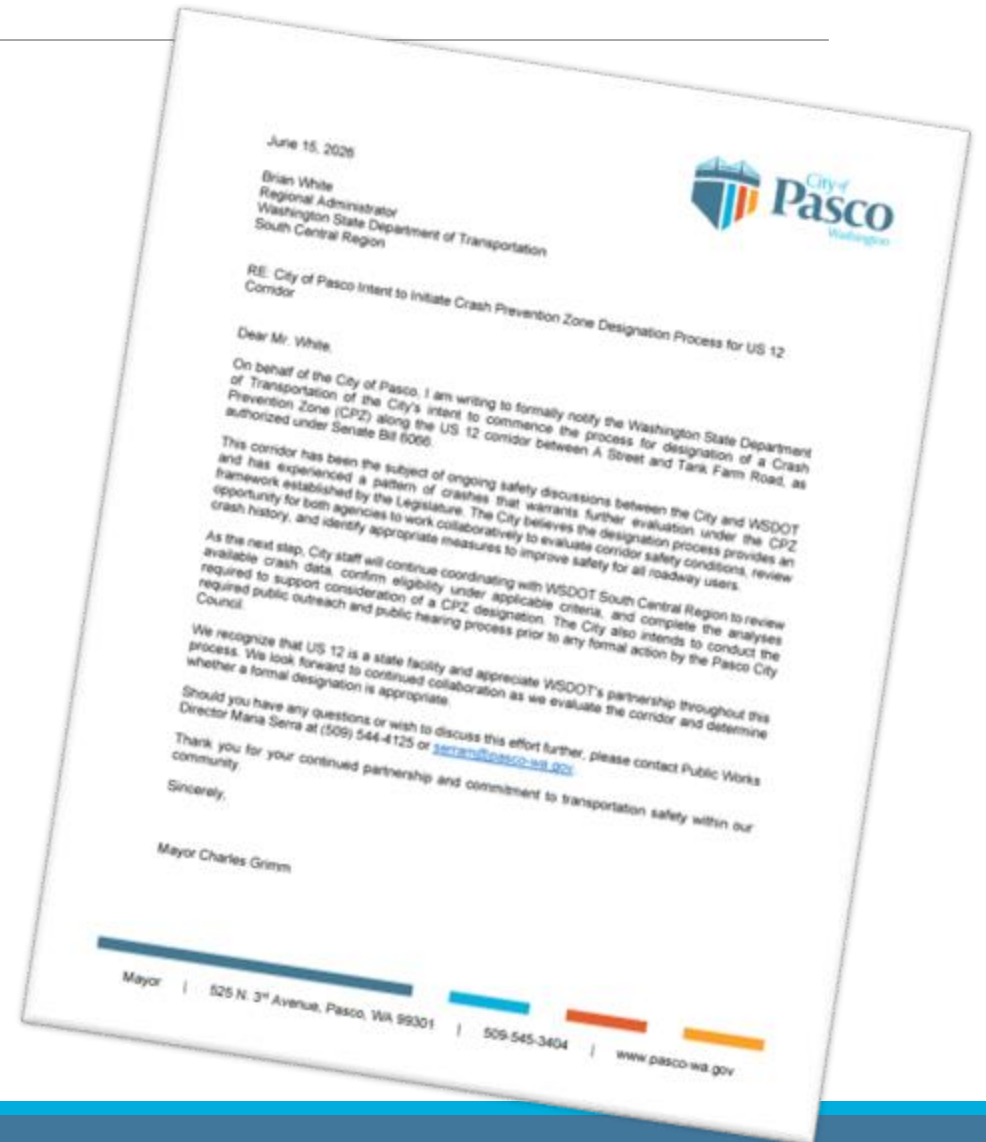 June 15, 2026
City of
Pasco
Washington
Brian White
Regional Administrator
Washington State Department of Transportation
South Central Region
RE: City of Pasco Intent to Initiate Crash Prevention Zone Designation Process for US 12
Corridor
Dear Mr. White,
On behalf of the City of Pasco, I am writing to formally notify the Washington State Department
of Transportation of the City's intent to commence the process for designation of a Crash
Prevention Zone (CPZ) along the US 12 corridor between A Street and Tank Farm Road, as
authorized under Senate Bill 6066.
This corridor has been the subject of ongoing safety discussions between the City and WSDOT
and has experienced a pattern of crashes that warrants further evaluation under the CPZ
framework established by the Legislature. The City believes the designation process provides an
opportunity for both agencies to work collaboratively to evaluate corridor safety conditions, review
crash history, and identify appropriate measures to improve safety for all roadway users.
As the next step, City staff will continue coordinating with WSDOT South Central Region to review
available crash data, confirm eligibility under applicable criteria, and complete the analyses
required to support consideration of a CPZ designation. The City also intends to conduct the
required public outreach and public hearing process prior to any formal action by the Pasco City
Council.
We recognize that US 12 is a state facility and appreciate WSDOT's partnership throughout this
process. We look forward to continued collaboration as we evaluate the corridor and determine
whether a formal designation is appropriate.
Should you have any questions or wish to discuss this effort further, please contact Public Works
Director Maria Serra at (509) 544-4125 or serram@pasco-wa.gov.
Thank you for your continued partnership and commitment to transportation safety within our
community.
Sincerely,
Mayor Charles Grimm
Mayor | 525 N. 3rd Avenue, Pasco, WA 99301 | 509-545-3404 | www.pasco-wa.gov